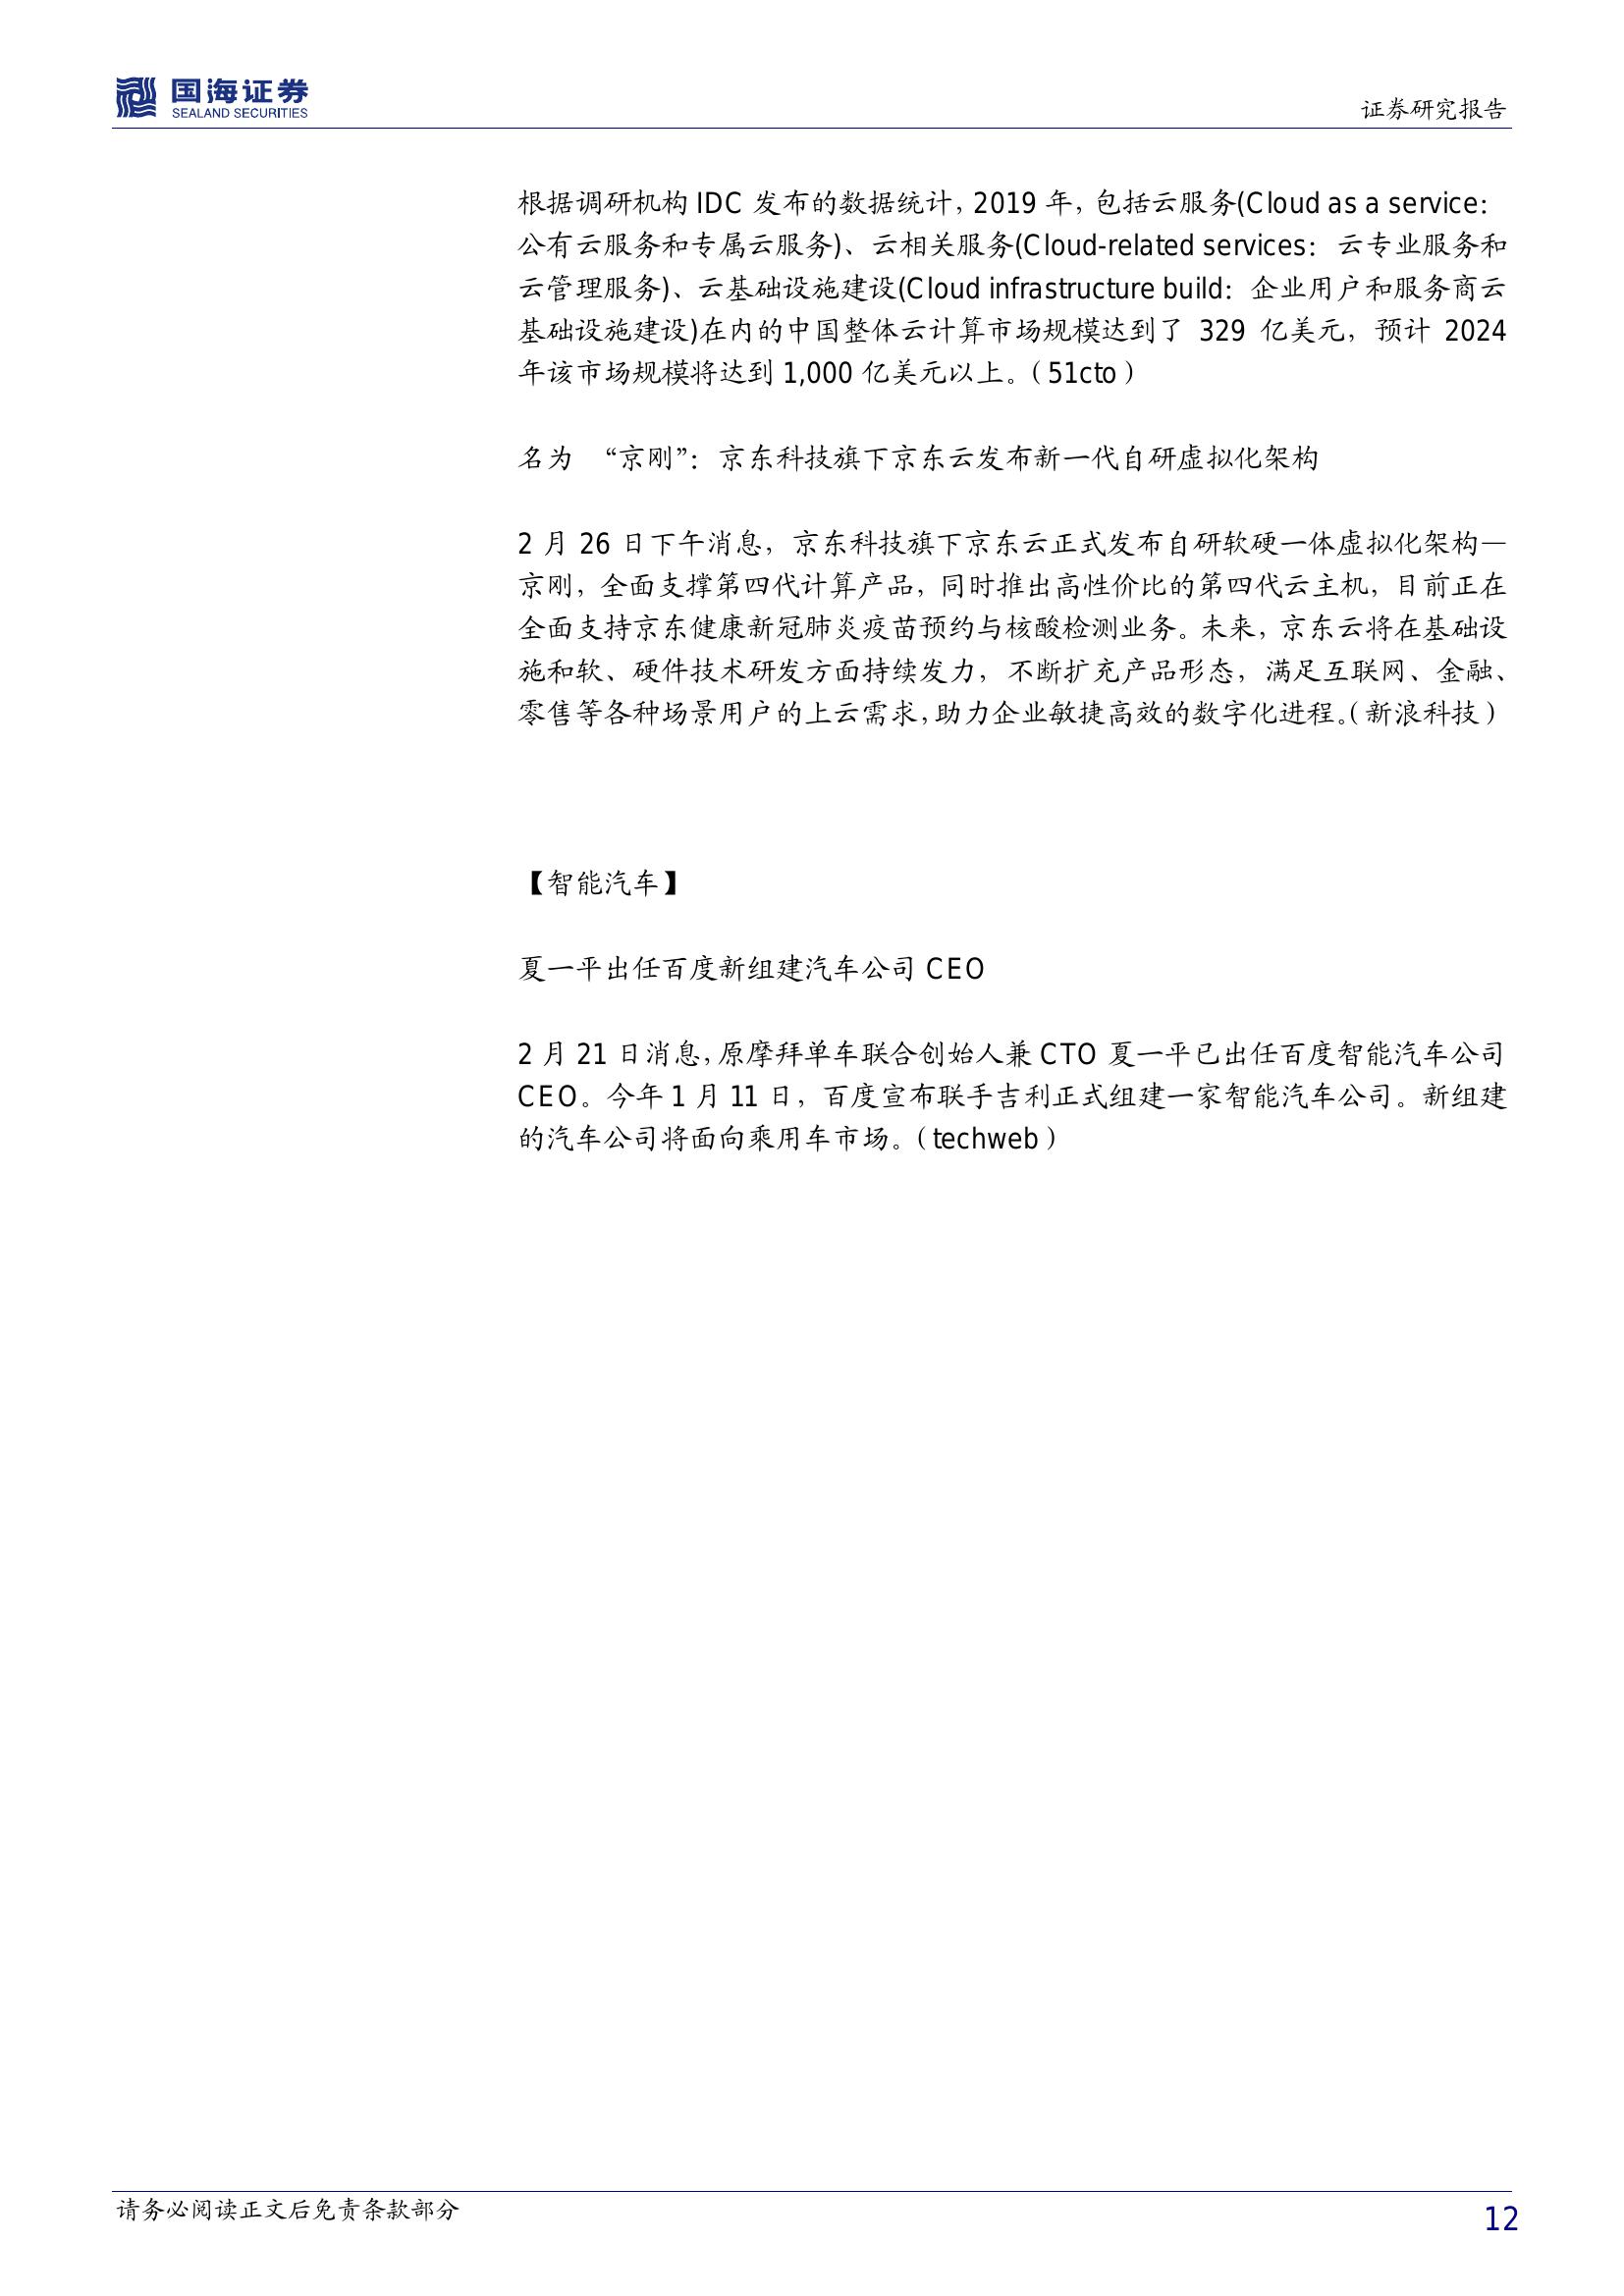 国海证券
SEALAND SECURITIES
证券研究报告
根据调研机构 IDC 发布的数据统计，2019 年，包括云服务(Cloud as a service：
公有云服务和专属云服务)、云相关服务(Cloud-related services：云专业服务和
云管理服务)、云基础设施建设(Cloud infrastructure build：企业用户和服务商云
基础设施建设)在内的中国整体云计算市场规模达到了 329 亿美元，预计 2024
年该市场规模将达到 1,000 亿美元以上。（51cto）
名为 “京刚”：京东科技旗下京东云发布新一代自研虚拟化架构
2 月 26 日下午消息，京东科技旗下京东云正式发布自研软硬一体虚拟化架构—
京刚，全面支撑第四代计算产品，同时推出高性价比的第四代云主机，目前正在
全面支持京东健康新冠肺炎疫苗预约与核酸检测业务。未来，京东云将在基础设
施和软、硬件技术研发方面持续发力，不断扩充产品形态，满足互联网、金融、
零售等各种场景用户的上云需求，助力企业敏捷高效的数字化进程。（新浪科技）
【智能汽车】
夏一平出任百度新组建汽车公司 CEO
2 月 21 日消息，原摩拜单车联合创始人兼 CTO 夏一平已出任百度智能汽车公司
CEO。今年 1 月 11 日，百度宣布联手吉利正式组建一家智能汽车公司。新组建
的汽车公司将面向乘用车市场。（techweb）
请务必阅读正文后免责条款部分
12